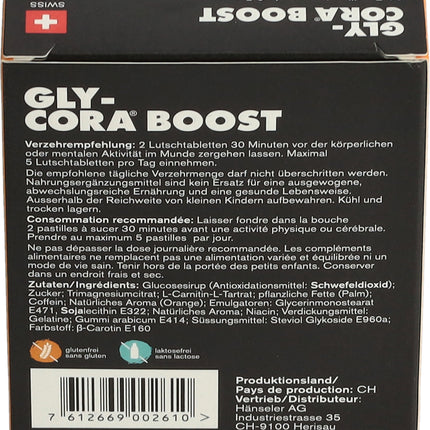 GLY-
CORA BOOST
SWISS
GLY-
CORA® BOOST
Verzehrempfehlung: 2 Lutschtabletten 30 Minuten vor der körperlichen
oder mentalen Aktivität im Munde zergehen lassen. Maximal
5 Lutschtabletten pro Tag einnehmen.
Die empfohlene tägliche Verzehrmenge darf nicht überschritten werden.
Nahrungsergänzungsmittel sind kein Ersatz für eine ausgewogene,
abwechslungsreiche Ernährung und eine gesunde Lebensweise.
Ausserhalb der Reichweite von kleinen Kindern aufbewahren. Kühl und
trocken lagern.
Consommation recommandée: Laisser fondre dans la bouche
2 pastilles à sucer 30 minutes avant une activité physique ou cérébrale.
Prendre au maximum 5 pastilles par jour.
Ne pas dépasser la dose journalière recommandée. Les compléments
alimentaires ne remplacent pas une alimentation variée et équilibrée ni un
mode de vie sain. Tenir hors de la portée des petits enfants. Conserver
dans un endroit frais et sec.
Zutaten/Ingrédients: Glucosesirup (Antioxidationsmittel: Schwefeldioxid);
Zucker; Trimagnesiumcitrat; L-Carnitin-L-Tartrat; pflanzliche Fette (Palm);
Coffein; Natürliches Aroma (Orange); Emulgatoren: Glycerinmonostearat
E471, Sojalecithin E322; Natürliches Aroma; Niacin; Verdickungsmittel:
Gelatine; Gummi arabicum E414; Süssungsmittel: Steviol Glykoside E960a;
Farbstoff: β-Carotin E160
glutenfrei
sans gluten
laktosefrei
sans lactose
Produktionsland/
Pays de production: CH
Vertrieb/Distributeur:
Hänseler AG
Industriestrasse 35
CH-9100 Herisau
7 612669 002610 >